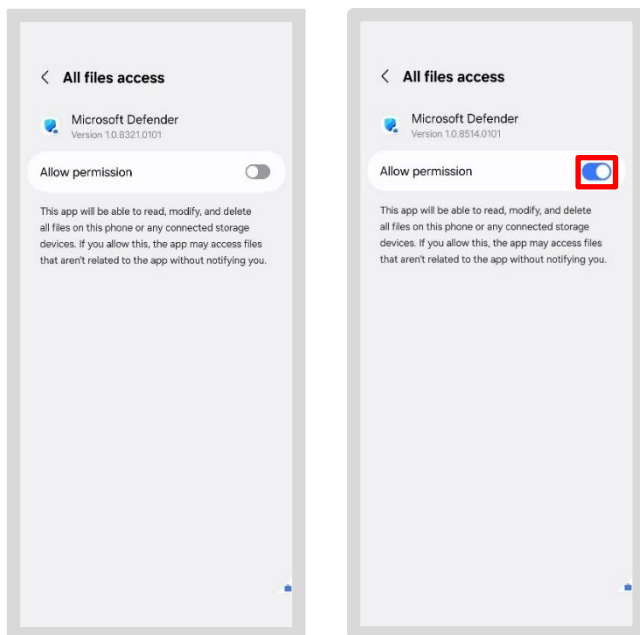 All files access
Microsoft Defender
Version 1.0.8321.0101
Allow permission
This app will be able to read, modify, and delete
all files on this phone or any connected storage
devices. If you allow this, the app may access files
that aren't related to the app without notifying you.
All files access
Microsoft Defender
Version 1.0.8514.0101
Allow permission
This app will be able to read, modify, and delete
all files on this phone or any connected storage
devices. If you allow this, the app may access files
that aren't related to the app without notifying you.